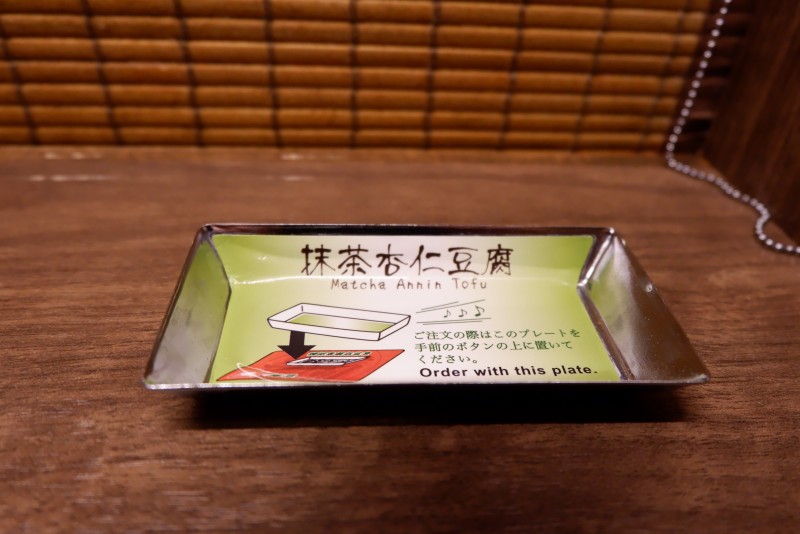 抹茶杏仁豆腐
Matcha Annin Tofu
ご注文の際はこのプレートを
手前のボタンの上に置いて
ください。
Order with this plate.